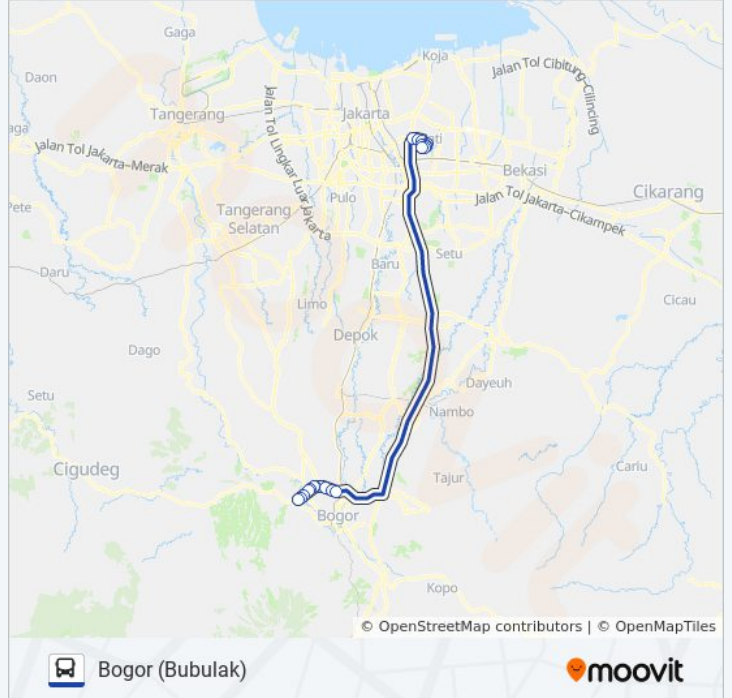 Gaga
Koja
Jalan Tol Cibitung-Cilincing
Daon
Tangerang
Jakarta
Jalan Tol Lingkar Luar Jakarta
aga
Jalan Tol Jakarta-Merak
ati
Bekasi
Pulo
Cikarang
Pete
Jalan Tol Jakarta-Cikampek
Tangerang
Selatan
Setu
Daru
Baru
Cicau
Limo
Depok
Dago
Dayeuh
Setu
Nambo
Cigudeg
Tajur
Cariu
Bogor
Kopo
© OpenStreetMap contributors | © OpenMapTiles
Bogor (Bubulak)
moovit